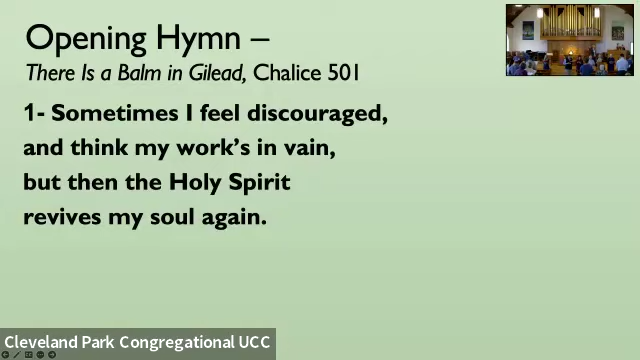 Opening Hymn –
There Is a Balm in Gilead, Chalice 501
1- Sometimes I feel discouraged,
and think my work's in vain,
but then the Holy Spirit
revives my soul again.
Cleveland Park Congregational UCC